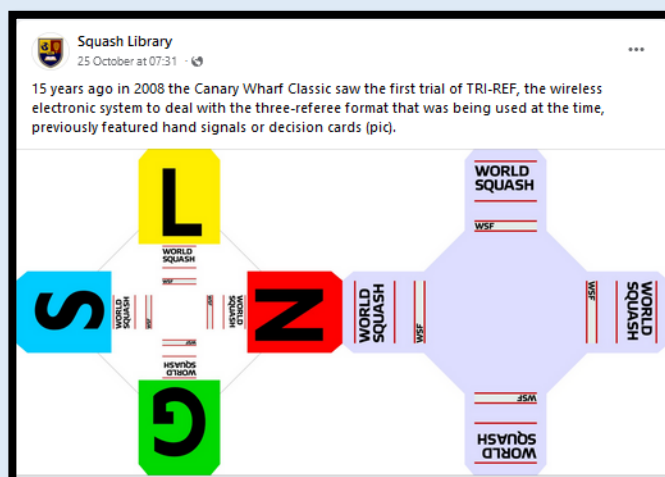 Squash Library
25 October at 07:31
15 years ago in 2008 the Canary Wharf Classic saw the first trial of TRI-REF, the wireless
electronic system to deal with the three-referee format that was being used at the time,
previously featured hand signals or decision cards (pic).
L
WORLD
SQUASH
WSF
S
WORLD
SQUASH
WSF
WSF
WORLD
SQUASH
N
WSF
WORLD
SQUASH
G
WORLD
SQUASH
WSF
WORLD
SQUASH
WSF
WSF
WORLD
SQUASH
WSF
WORLD
SQUASH